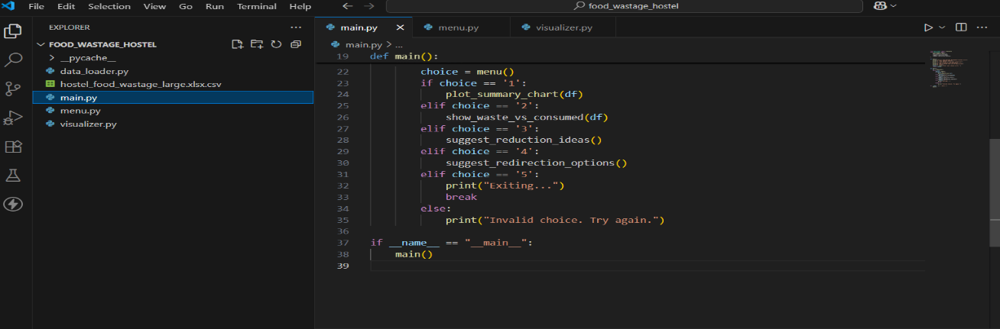 File Edit Selection View Go Run Terminal Help food_wastage_hostel
EXPLORER
FOOD_WASTAGE_HOSTEL
__pycache__
data_loader.py
hostel_food_wastage_large.xlsx.csv
main.py
menu.py
visualizer.py
main.py menu.py visualizer.py
main.py > ...
19 def main():
22 choice = menu()
23 if choice == '1':
24 plot_summary_chart(df)
25 elif choice == '2':
26 show_waste_vs_consumed(df)
27 elif choice == '3':
28 suggest_reduction_ideas()
29 elif choice == '4':
30 suggest_redirection_options()
31 elif choice == '5':
32 print("Exiting...")
33 break
34 else:
35 print("Invalid choice. Try again.")
36
37 if __name__ == "__main__":
38 main()
39